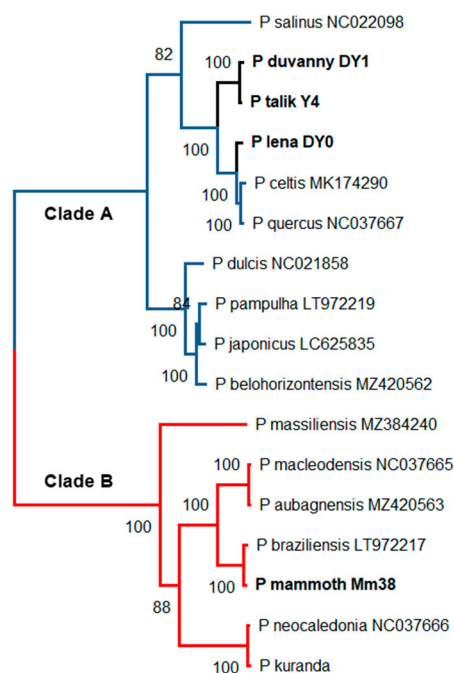 P salinus NC022098
82
100
P duvanny DY1
P talik Y4
P lena DY0
100
100
P celtis MK174290
Clade A
100
P quercus NC037667
P dulcis NC021858
84
P pampulha LT972219
100
P japonicus LC625835
100
P belohorizontensis MZ420562
P massiliensis MZ384240
Clade B
100
P macleodensis NC037665
100
P aubagnensis MZ420563
100
P braziliensis LT972217
100
P mammoth Mm38
88
P neocaledonia NC037666
100
P kuranda